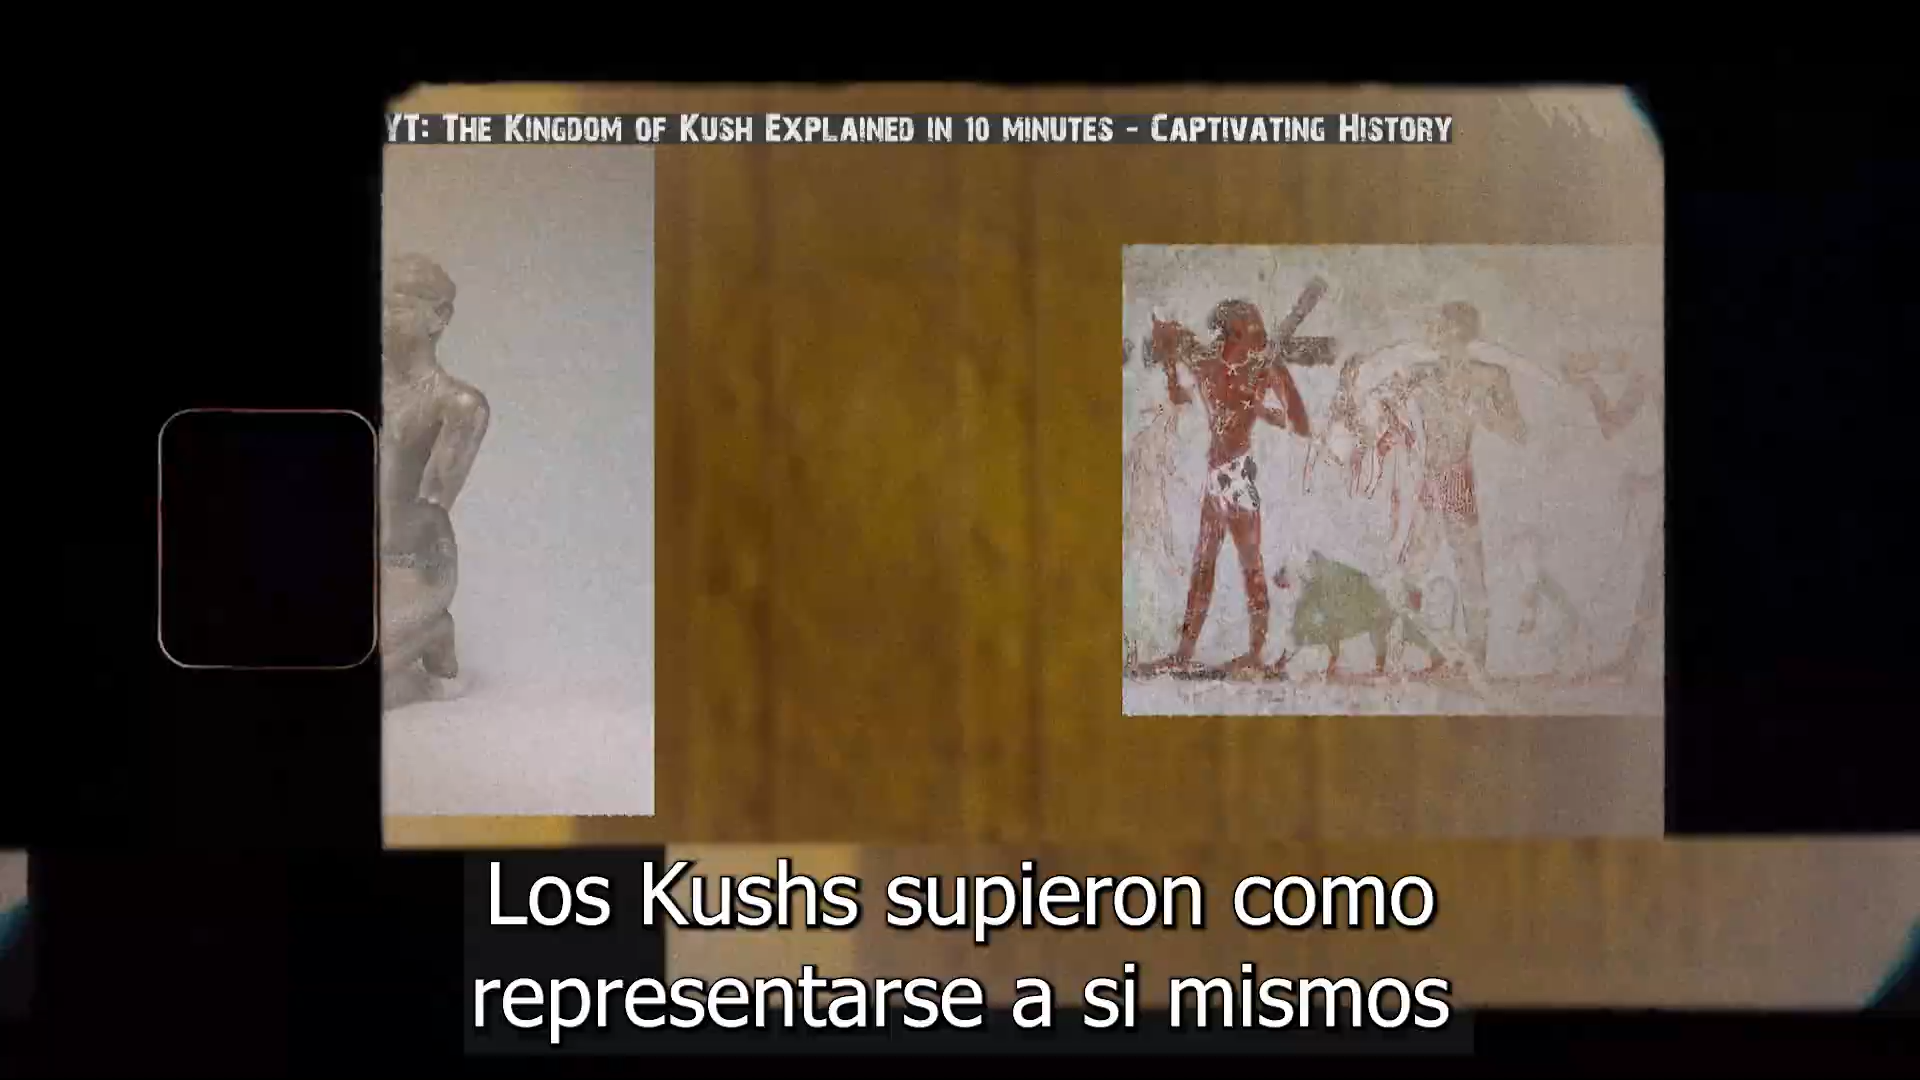 YT: The Kingdom of Kush Explained in 10 minutes - Captivating History
Los Kushs supieron como
representarse a si mismos